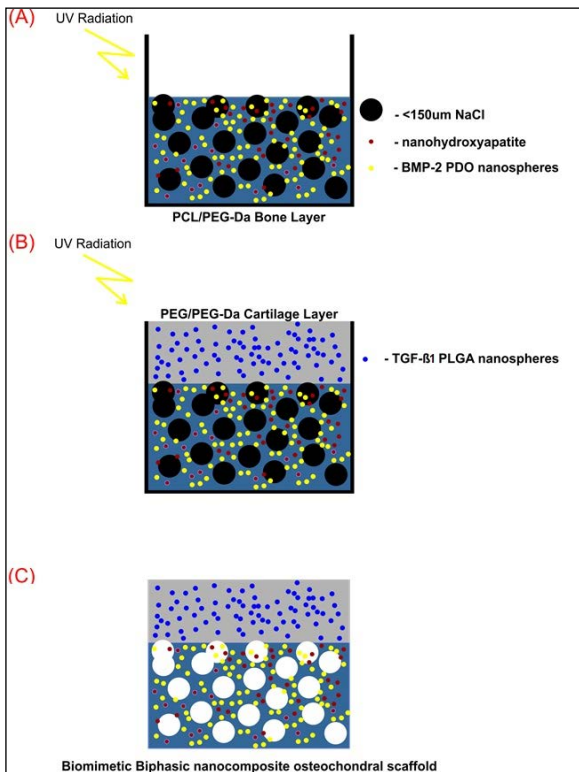 (A)
UV Radiation
- <150um NaCl
- nanohydroxyapatite
- BMP-2 PDO nanospheres
PCL/PEG-Da Bone Layer
(B)
UV Radiation
PEG/PEG-Da Cartilage Layer
- TGF-ß1 PLGA nanospheres
(C)
Biomimetic Biphasic nanocomposite osteochondral scaffold